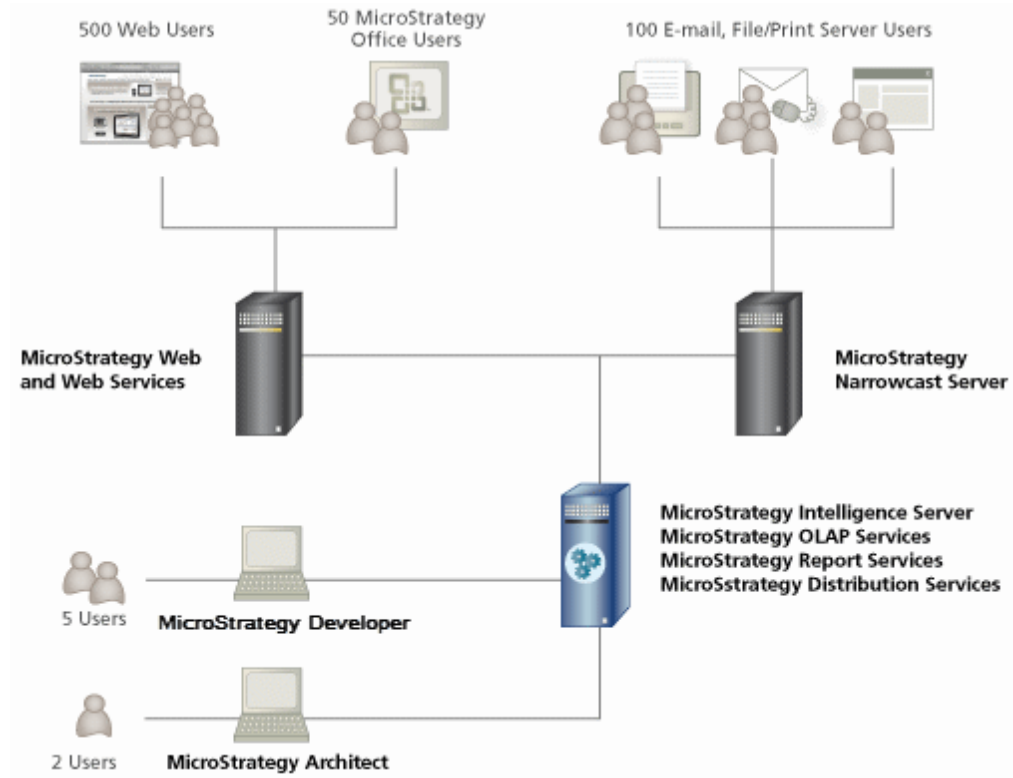 500 Web Users
50 MicroStrategy
Office Users
100 E-mail, File/Print Server Users
MicroStrategy Web
and Web Services
MicroStrategy
Narrowcast Server
MicroStrategy Intelligence Server
MicroStrategy OLAP Services
MicroStrategy Report Services
MicroSstrategy Distribution Services
5 Users
MicroStrategy Developer
2 Users
MicroStrategy Architect